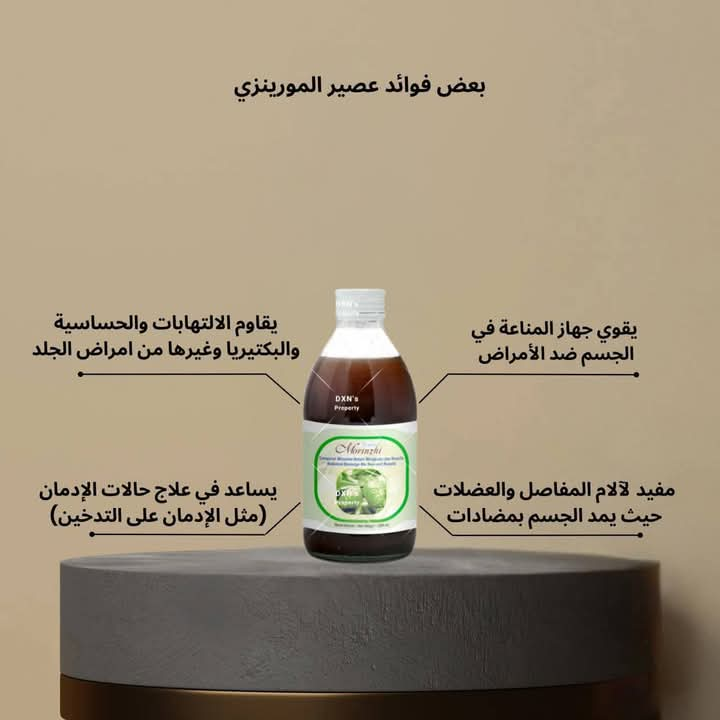 بعض فوائد عصير المورينزي
يقوي جهاز المناعة في
الجسم ضد الأمراض
يقاوم الالتهابات والحساسية
والبكتيريا وغيرها من امراض الجلد
مفيد لآلام المفاصل والعضلات
حيث يمد الجسم بمضادات
يساعد في علاج حالات الإدمان
(مثل الإدمان على التدخين)
DXN's
DXN's
Property
Morinzhi
DXN's
Property